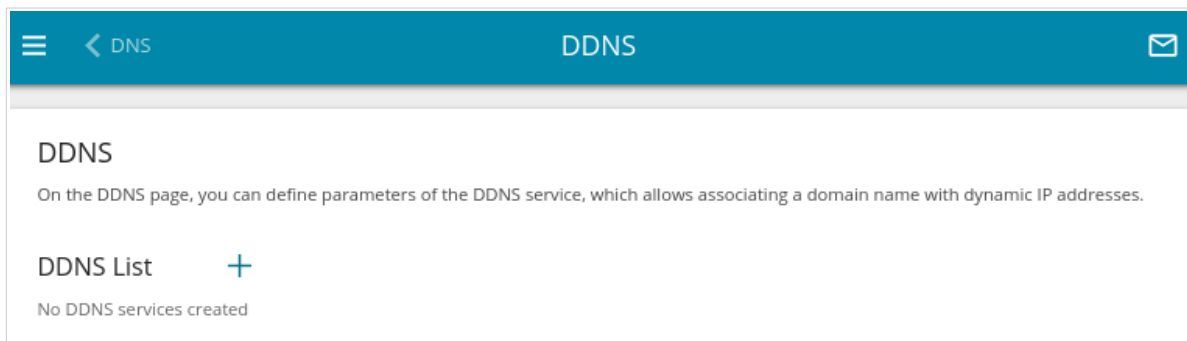 DNS
DDNS
DDNS
On the DDNS page, you can define parameters of the DDNS service, which allows associating a domain name with dynamic IP addresses.
DDNS List
No DDNS services created